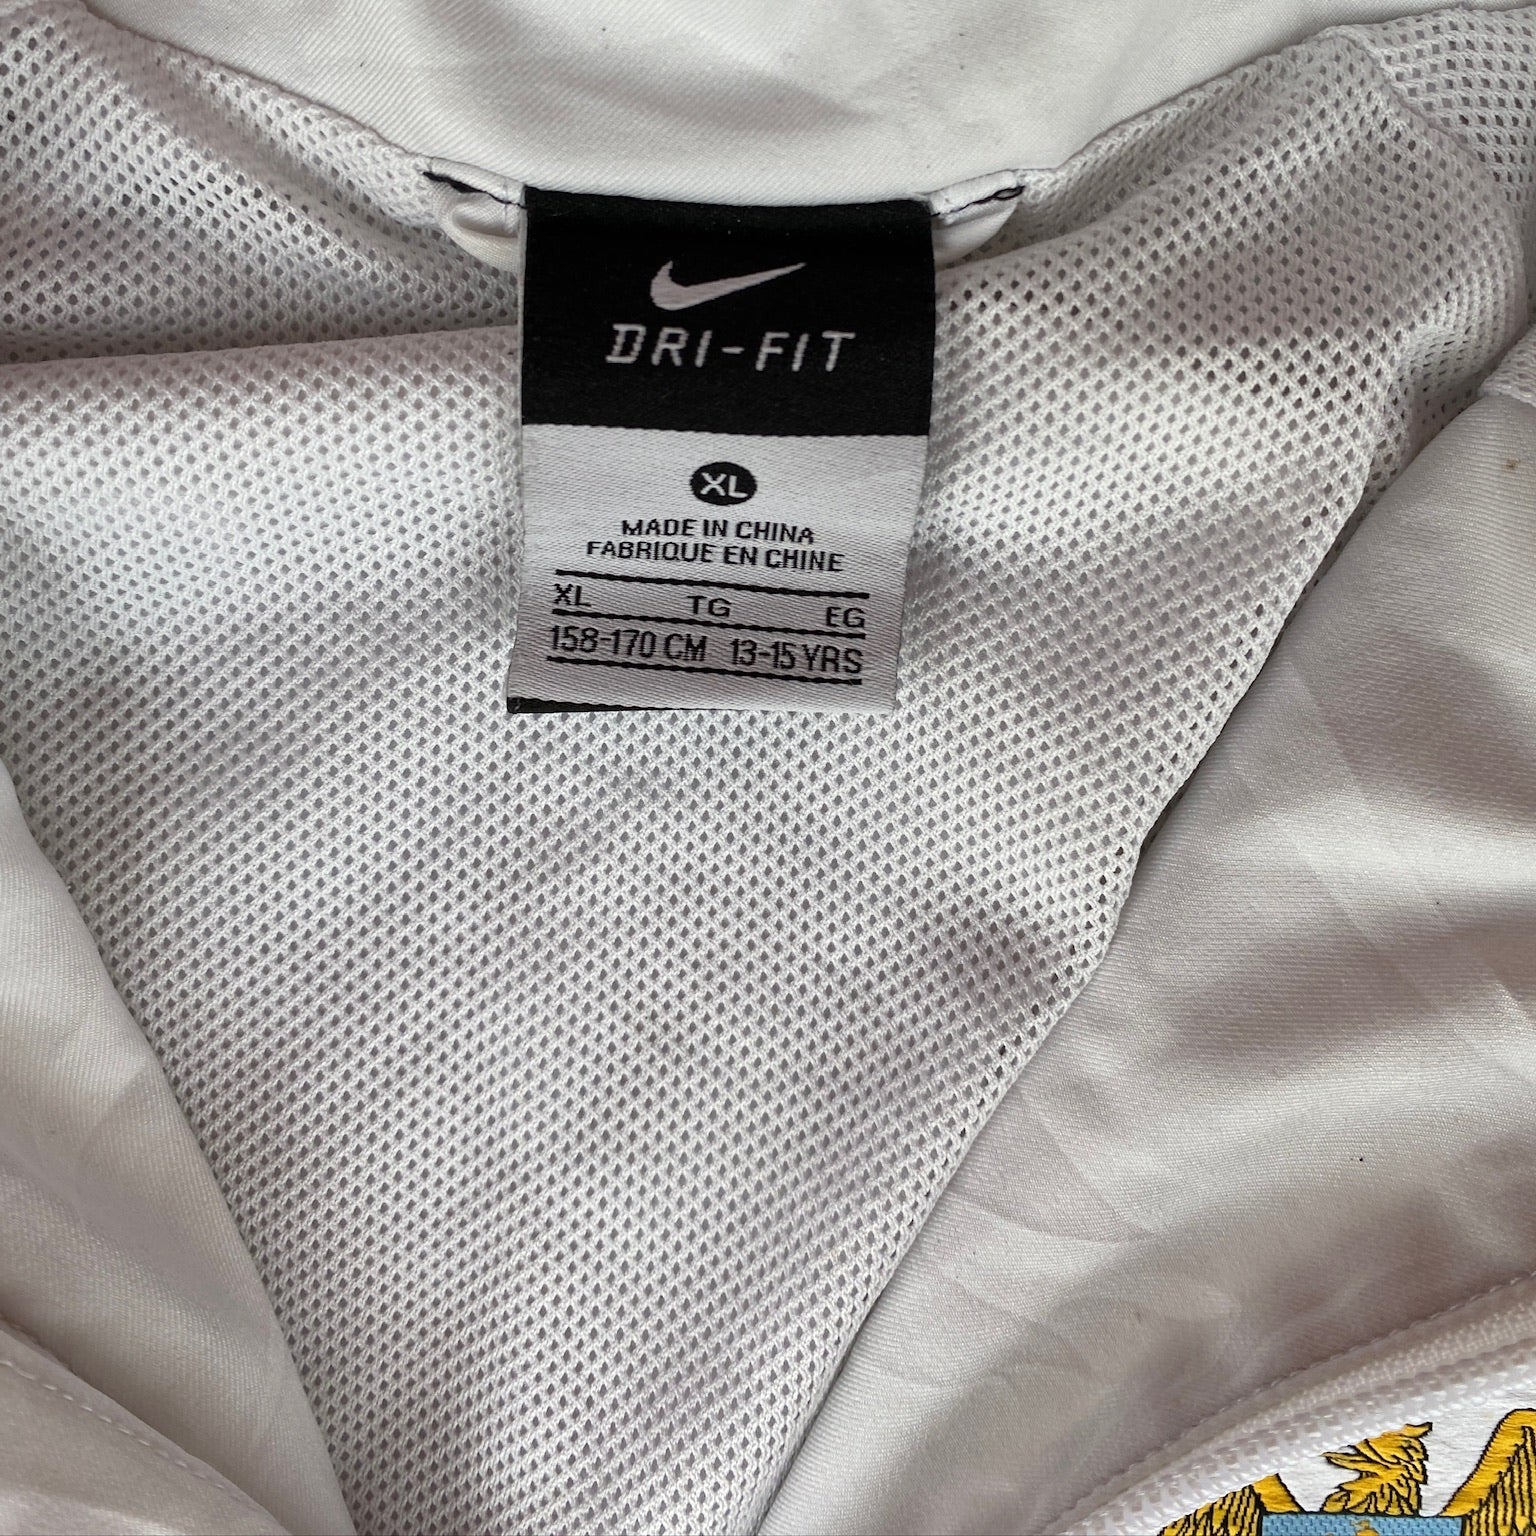 DRI-FIT
XL
MADE IN CHINA
FABRIQUE EN CHINE
XL TG EG
158-170 CM 13-15 YRS